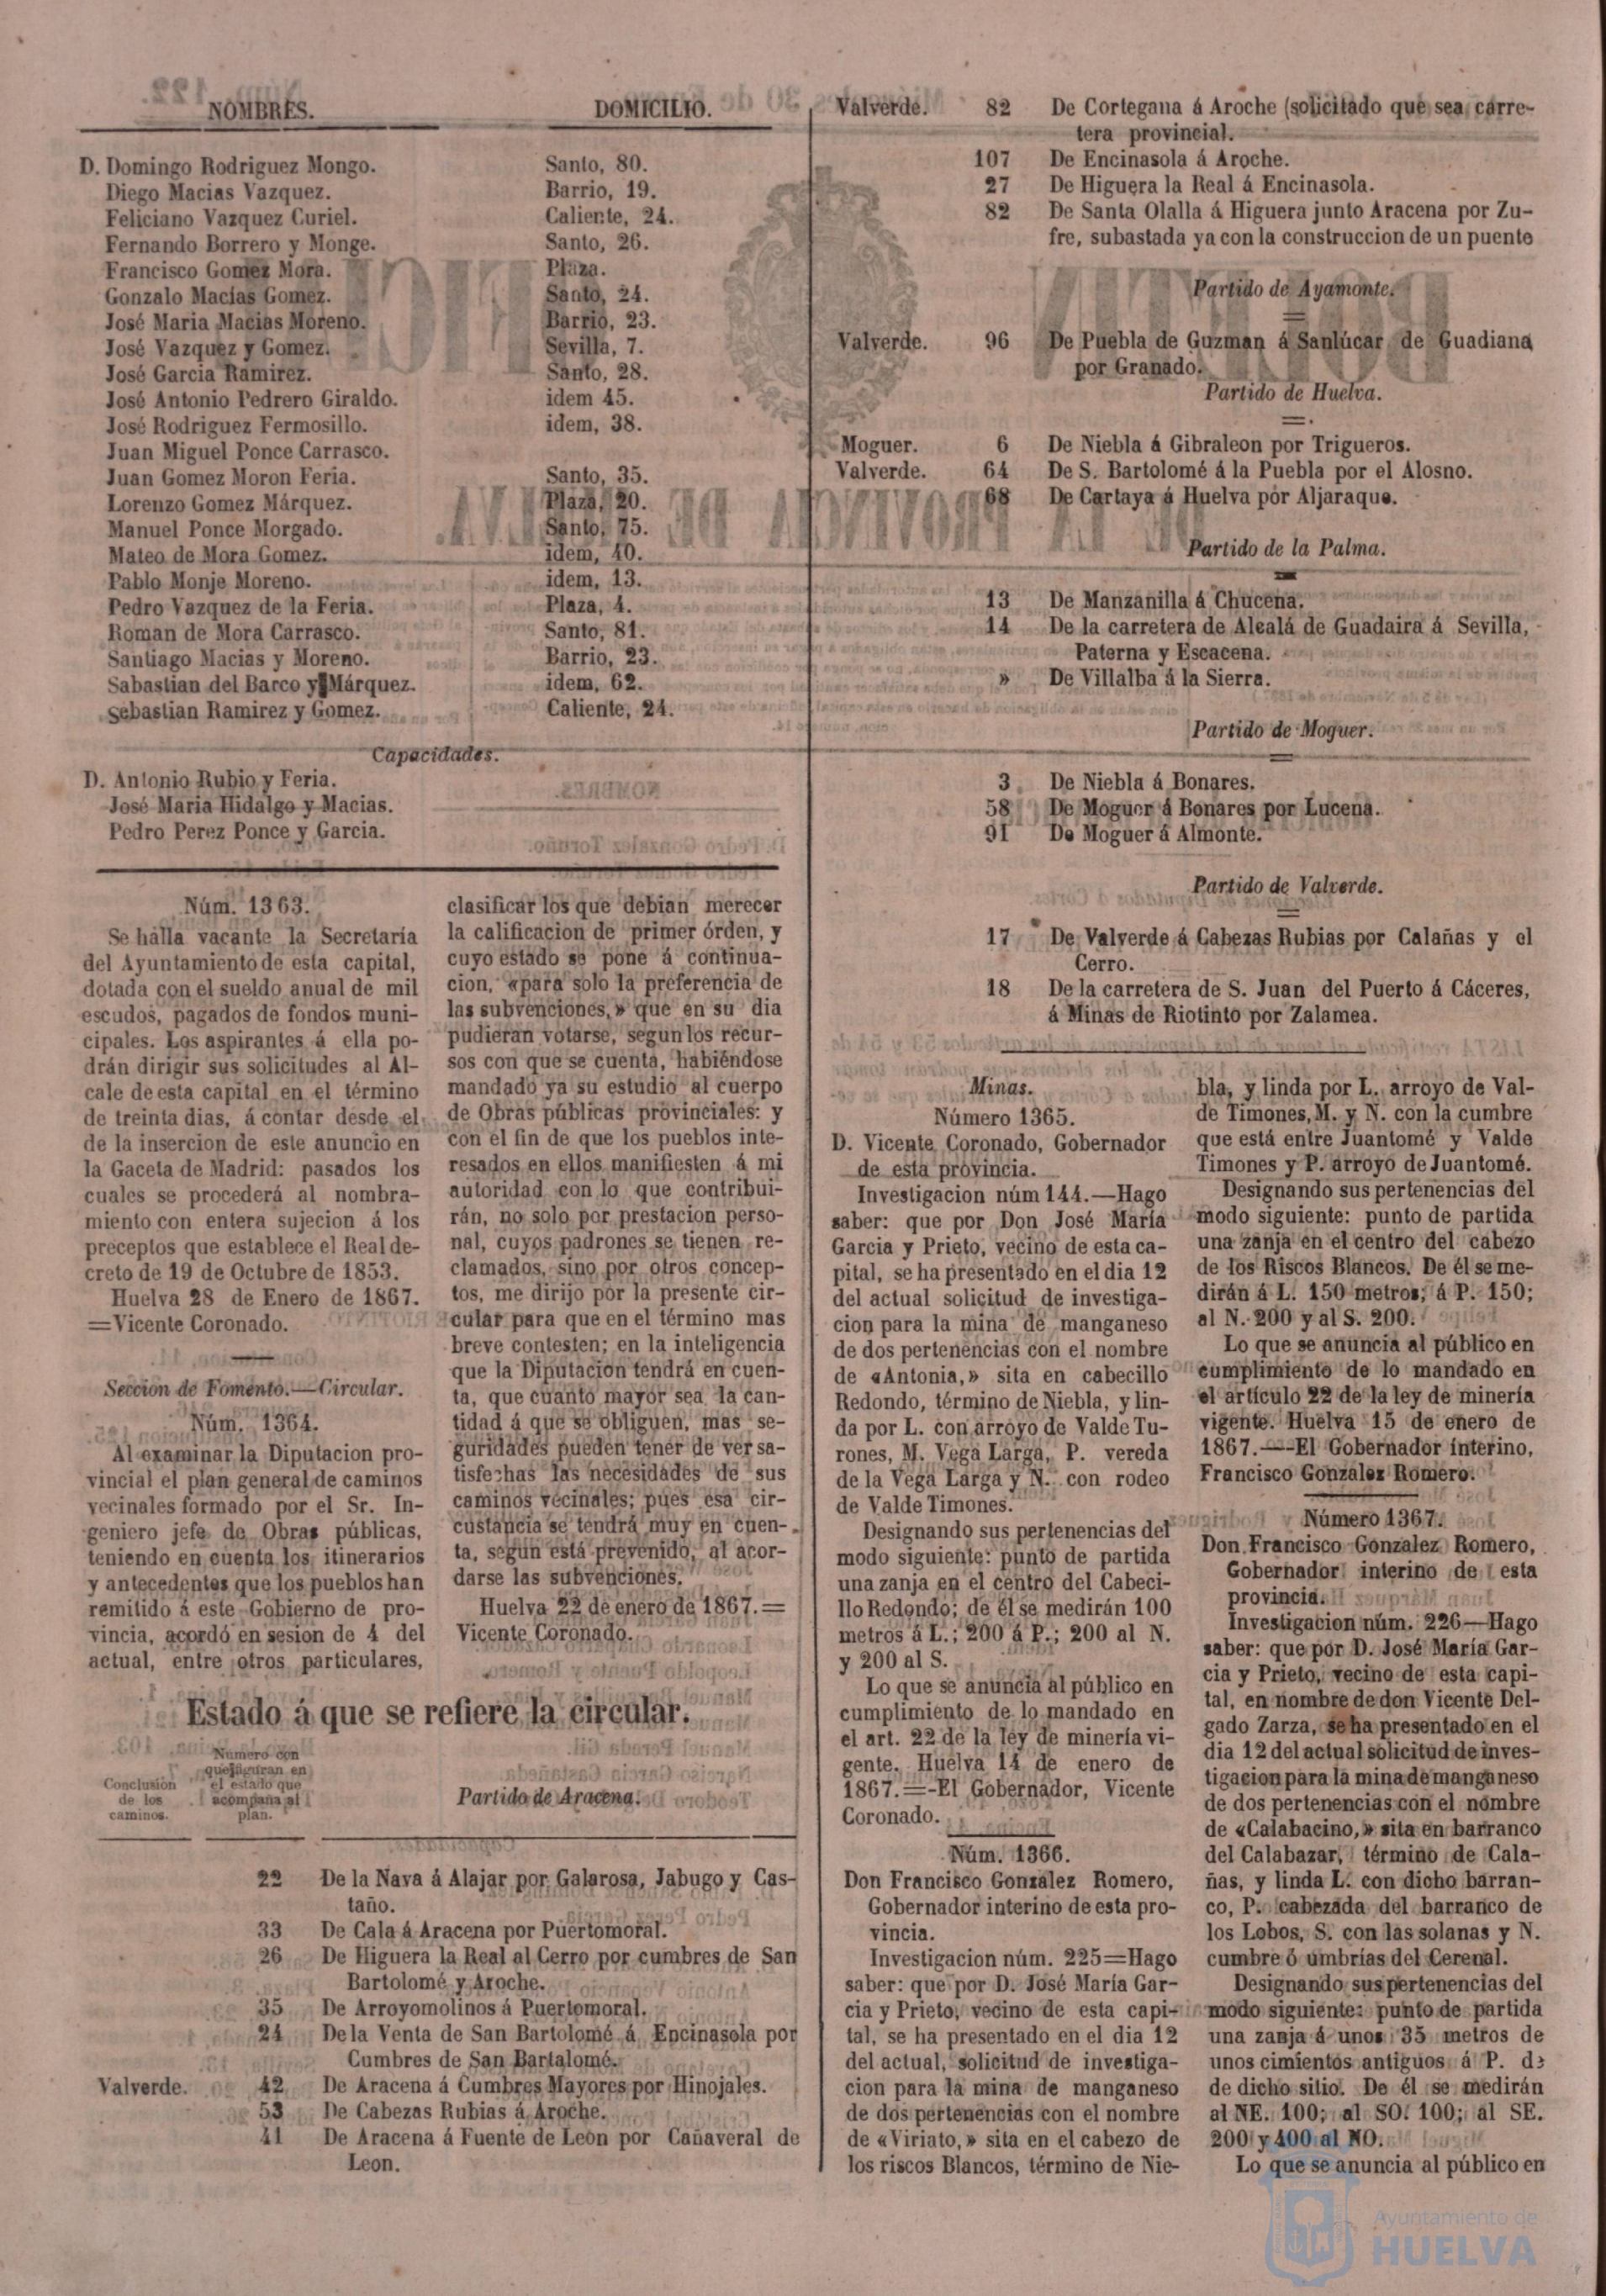 NOMBRES. DOMICILIO.
D. Domingo Rodriguez Mongo. Santo, 80.
Diego Macias Vazquez. Barrio, 19.
Feliciano Vazquez Curiel. Caliente, 24.
Fernando Borrero y Monge. Santo, 26.
Francisco Gomez Mora. Plaza.
Gonzalo Macías Gomez. Santo, 24.
José Maria Macias Moreno. Barrio, 23.
José Vazquez y Gomez. Sevilla, 7.
José Garcia Ramirez. Santo, 28.
José Antonio Pedrero Giraldo. idem 45.
José Rodriguez Fermosillo. idem, 38.
Juan Miguel Ponce Carrasco.
Juan Gomez Moron Feria. Santo, 35.
Lorenzo Gomez Márquez. Plaza, 20.
Manuel Ponce Morgado. Santo, 75.
Mateo de Mora Gomez. idem, 40.
Pablo Monje Moreno. idem, 13.
Pedro Vazquez de la Feria. Plaza, 4.
Roman de Mora Carrasco. Santo, 81.
Santiago Macias y Moreno. Barrio, 23.
Sabastian del Barco y Márquez. idem, 62.
Sebastian Ramirez y Gomez. Caliente, 24.
Capacidades.
D. Antonio Rubio y Feria.
José Maria Hidalgo y Macias.
Pedro Perez Ponce y Garcia.
Núm. 1363.
Se halla vacante la Secretaría
del Ayuntamiento de esta capital,
dotada con el sueldo anual de mil
escudos, pagados de fondos muni-
cipales. Los aspirantes á ella po-
drán dirigir sus solicitudes al Al-
cale de esta capital en el término
de treinta dias, á contar desde el
de la insercion de este anuncio en
la Gaceta de Madrid: pasados los
cuales se procederá al nombra-
miento con entera sujecion á los
preceptos que establece el Real de-
creto de 19 de Octubre de 1853.
Huelva 28 de Enero de 1867.
=Vicente Coronado.
Seccion de Fomento.—Circular.
Núm. 1364.
Al examinar la Diputacion pro-
vincial el plan general de caminos
vecinales formado por el Sr. In-
geniero jefe de Obras públicas,
teniendo en cuenta los itinerarios
y antecedentes que los pueblos han
remitido á este Gobierno de pro-
vincia, acordó en sesion de 4 del
actual, entre otros particulares,
clasificar los que debian merecer
la calificacion de primer órden, y
cuyo estado se pone á continua-
cion, «para solo la preferencia de
las subvenciones,» que en su dia
pudieran votarse, segun los recur-
sos con que se cuenta, habiéndose
mandado ya su estudio al cuerpo
de Obras públicas provinciales: y
con el fin de que los pueblos inte-
resados en ellos manifiesten á mi
autoridad con lo que contribui-
rán, no solo por prestacion perso-
nal, cuyos padrones se tienen re-
clamados, sino por otros concep-
tos, me dirijo por la presente cir-
cular para que en el término mas
breve contesten; en la inteligencia
que la Diputacion tendrá en cuen-
ta, que cuanto mayor sea la can-
tidad á que se obliguen, mas se-
guridades pueden tener de ver sa-
tisfechas las necesidades de sus
caminos vecinales; pues esa cir-
custancia se tendrá muy en cuen-
ta, segun está prevenido, al acor-
darse las subvenciones.
Huelva 22 de enero de 1867.=
Vicente Coronado.
Estado á que se refiere la circular.
Conclusion de los caminos.
Numero con que figuran en el estado que acompaña al plan.
Partido de Aracena.
22 De la Nava á Alajar por Galarosa, Jabugo y Cas-
taño.
33 De Cala á Aracena por Puertomoral.
26 De Higuera la Real al Cerro por cumbres de San
Bartolomé y Aroche.
35 De Arroyomolinos á Puertomoral.
24 De la Venta de San Bartolomé á Encinasola por
Cumbres de San Bartalomé.
Valverde. 42 De Aracena á Cumbres Mayores por Hinojales.
53 De Cabezas Rubias á Aroche.
41 De Aracena á Fuente de Leon por Cañaveral de
Leon.
Valverde. 82 De Cortegana á Aroche (solicitado que sea carre-
tera provincial.
107 De Encinasola á Aroche.
27 De Higuera la Real á Encinasola.
82 De Santa Olalla á Higuera junto Aracena por Zu-
fre, subastada ya con la construccion de un puente
Partido de Ayamonte.
Valverde. 96 De Puebla de Guzman á Sanlúcar de Guadiana
por Granado.
Partido de Huelva.
Moguer. 6 De Niebla á Gibraleon por Trigueros.
Valverde. 64 De S. Bartolomé á la Puebla por el Alosno.
68 De Cartaya á Huelva por Aljaraque.
Partido de la Palma.
13 De Manzanilla á Chucena.
14 De la carretera de Alcalá de Guadaira á Sevilla,
Paterna y Escacena.
» De Villalba á la Sierra.
Partido de Moguer.
3 De Niebla á Bonares.
58 De Moguer á Bonares por Lucena.
91 De Moguer á Almonte.
Partido de Valverde.
17 De Valverde á Cabezas Rubias por Calañas y el
Cerro.
18 De la carretera de S. Juan del Puerto á Cáceres,
á Minas de Riotinto por Zalamea.
Minas.
Número 1365.
D. Vicente Coronado, Gobernador
de esta provincia.
Investigacion núm 144.—Hago
saber: que por Don José María
Garcia y Prieto, vecino de esta ca-
pital, se ha presentado en el dia 12
del actual solicitud de investiga-
cion para la mina de manganeso
de dos pertenencias con el nombre
de «Antonia,» sita en cabecillo
Redondo, término de Niebla, y lin-
da por L. con arroyo de Valde Tu-
rones, M. Vega Larga, P. vereda
de la Vega Larga y N. con rodeo
de Valde Timones.
Designando sus pertenencias del
modo siguiente: punto de partida
una zanja en el centro del Cabeci-
llo Redondo; de él se medirán 100
metros á L.; 200 á P.; 200 al N.
y 200 al S.
Lo que se anuncia al público en
cumplimiento de lo mandado en
el art. 22 de la ley de minería vi-
gente. Huelva 14 de enero de
1867.=-El Gobernador, Vicente
Coronado.
Núm. 1366.
Don Francisco González Romero,
Gobernador interino de esta pro-
vincia.
Investigacion núm. 225=Hago
saber: que por D. José María Gar-
cia y Prieto, vecino de esta capi-
tal, se ha presentado en el dia 12
del actual, solicitud de investiga-
cion para la mina de manganeso
de dos pertenencias con el nombre
de «Viriato,» sita en el cabezo de
los riscos Blancos, término de Nie-
bla, y linda por L. arroyo de Val-
de Timones, M. y N. con la cumbre
que está entre Juantomé y Valde
Timones y P. arroyo de Juantomé.
Designando sus pertenencias del
modo siguiente: punto de partida
una zanja en el centro del cabezo
de los Riscos Blancos. De él se me-
dirán á L. 150 metros; á P. 150;
al N. 200 y al S. 200.
Lo que se anuncia al público en
cumplimiento de lo mandado en
el artículo 22 de la ley de minería
vigente. Huelva 15 de enero de
1867.=-El Gobernador interino,
Francisco Gonzalez Romero.
Número 1367.
Don Francisco Gonzalez Romero,
Gobernador interino de esta
provincia.
Investigacion núm. 226—Hago
saber: que por D. José María Gar-
cia y Prieto, vecino de esta capi-
tal, en nombre de don Vicente Del-
gado Zarza, se ha presentado en el
dia 12 del actual solicitud de inves-
tigacion para la mina de manganeso
de dos pertenencias con el nombre
de «Calabacino,» sita en barranco
del Calabazar, término de Cala-
ñas, y linda L. con dicho barran-
co, P. cabezada del barranco de
los Lobos, S. con las solanas y N.
cumbre ó umbrías del Cerenal.
Designando sus pertenencias del
modo siguiente: punto de partida
una zanja á unos 35 metros de
unos cimientos antiguos á P. de
de dicho sitio. De él se medirán
al NE. 100; al SO. 100; al SE.
200 y 400 al NO.
Lo que se anuncia al público en
Ayuntamiento de
HUELVA